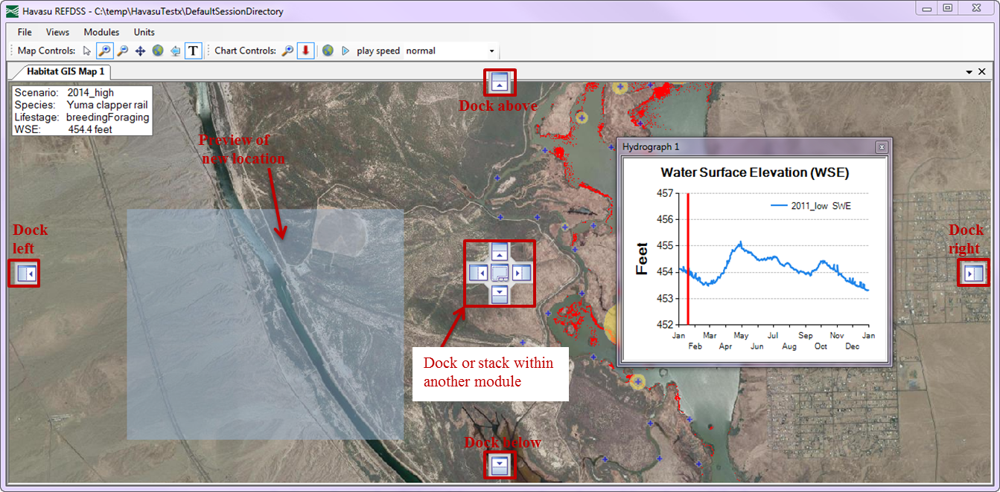 Havasu REFDSS - C:\temp\HavasuTestx\DefaultSessionDirectory
File Views Modules Units
Map Controls: T Chart Controls: play speed normal
Habitat GIS Map 1
Scenario: 2014_high
Species: Yuma clapper rail
Lifestage: breedingForaging
WSE: 454.4 feet
Dock above
Preview of
new location
Hydrograph 1
Water Surface Elevation (WSE)
2011_low SWE
Feet
457
456
455
454
453
452
Jan Mar May Jul Sep Nov Jan
Feb Apr Jun Aug Oct Dec
Dock
left
Dock
right
Dock or stack within
another module
Dock below